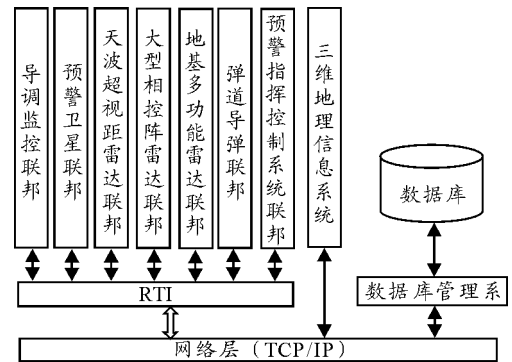 导调监控联邦
预警卫星联邦
天波超视距雷达联邦
大型相控阵雷达联邦
地基多功能雷达联邦
弹道导弹联邦
预警指挥控制系统联邦
三维地理信息系统
数据库
RTI
数据库管理系
网络层（TCP/IP）